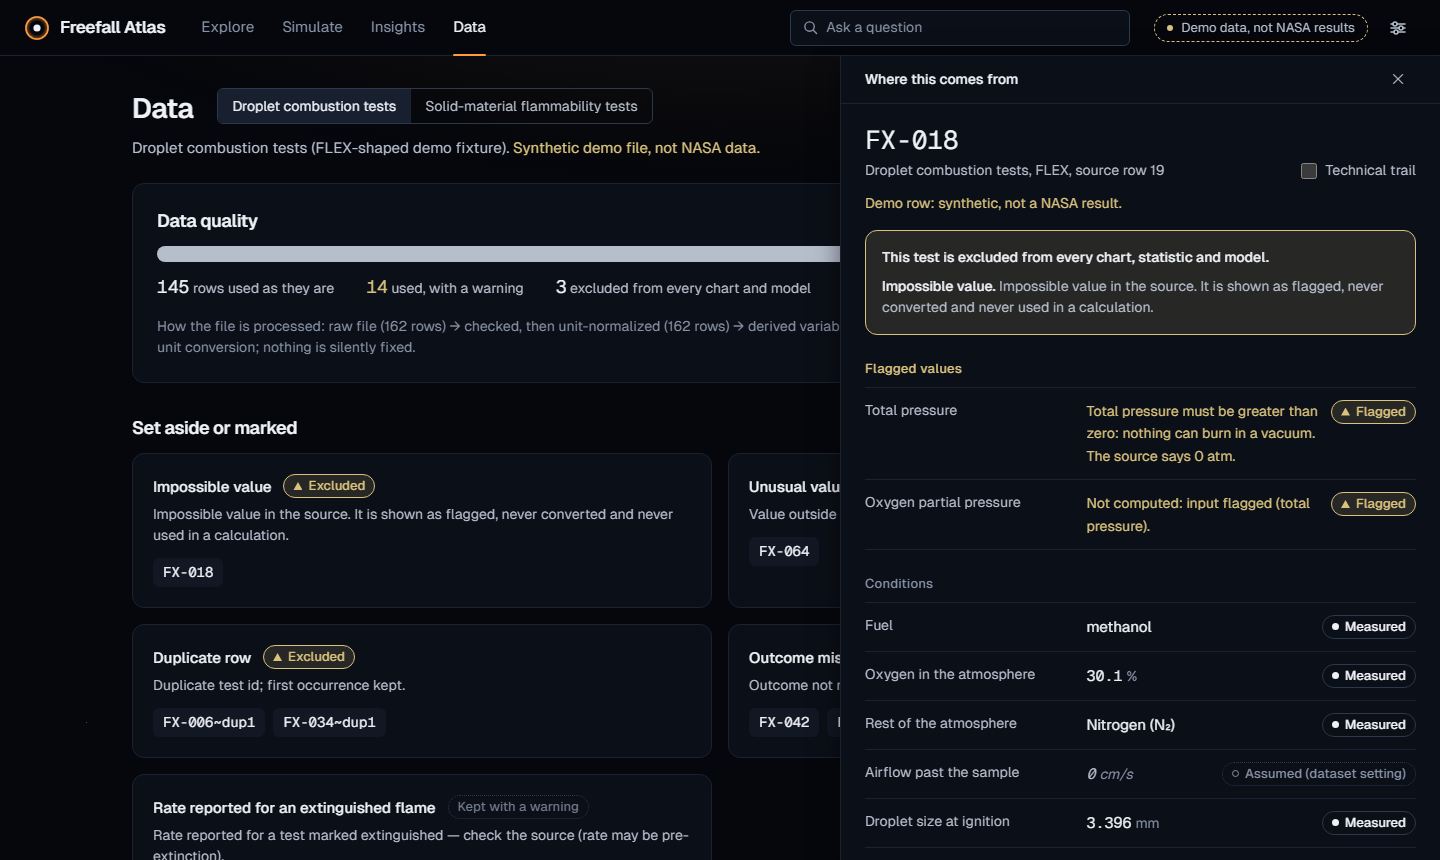 Freefall Atlas
Explore
Simulate
Insights
Data
Ask a question
Demo data, not NASA results
Data
Droplet combustion tests
Solid-material flammability tests
Droplet combustion tests (FLEX-shaped demo fixture). Synthetic demo file, not NASA data.
Data quality
145 rows used as they are
14 used, with a warning
3 excluded from every chart and model
How the file is processed: raw file (162 rows) → checked, then unit-normalized (162 rows) → derived variab
unit conversion; nothing is silently fixed.
Set aside or marked
Impossible value
Excluded
Impossible value in the source. It is shown as flagged, never converted and never
used in a calculation.
FX-018
Unusual valu
Value outside
FX-064
Duplicate row
Excluded
Duplicate test id; first occurrence kept.
FX-006~dup1
FX-034~dup1
Outcome mis
Outcome not
FX-042
Rate reported for an extinguished flame
Kept with a warning
Rate reported for a test marked extinguished — check the source (rate may be pre-
extinction).
Where this comes from
FX-018
Droplet combustion tests, FLEX, source row 19
Technical trail
Demo row: synthetic, not a NASA result.
This test is excluded from every chart, statistic and model.
Impossible value. Impossible value in the source. It is shown as flagged, never
converted and never used in a calculation.
Flagged values
Total pressure
Total pressure must be greater than
zero: nothing can burn in a vacuum.
The source says 0 atm.
Flagged
Oxygen partial pressure
Not computed: input flagged (total
pressure).
Flagged
Conditions
Fuel
methanol
Measured
Oxygen in the atmosphere
30.1 %
Measured
Rest of the atmosphere
Nitrogen (N₂)
Measured
Airflow past the sample
0 cm/s
Assumed (dataset setting)
Droplet size at ignition
3.396 mm
Measured